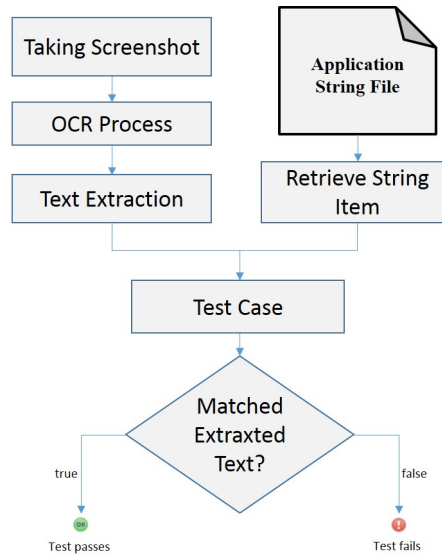 Taking Screenshot
Application
String File
OCR Process
Text Extraction
Retrieve String
Item
Test Case
Matched
Extraxted
Text?
true
false
OK
Test passes
Test fails